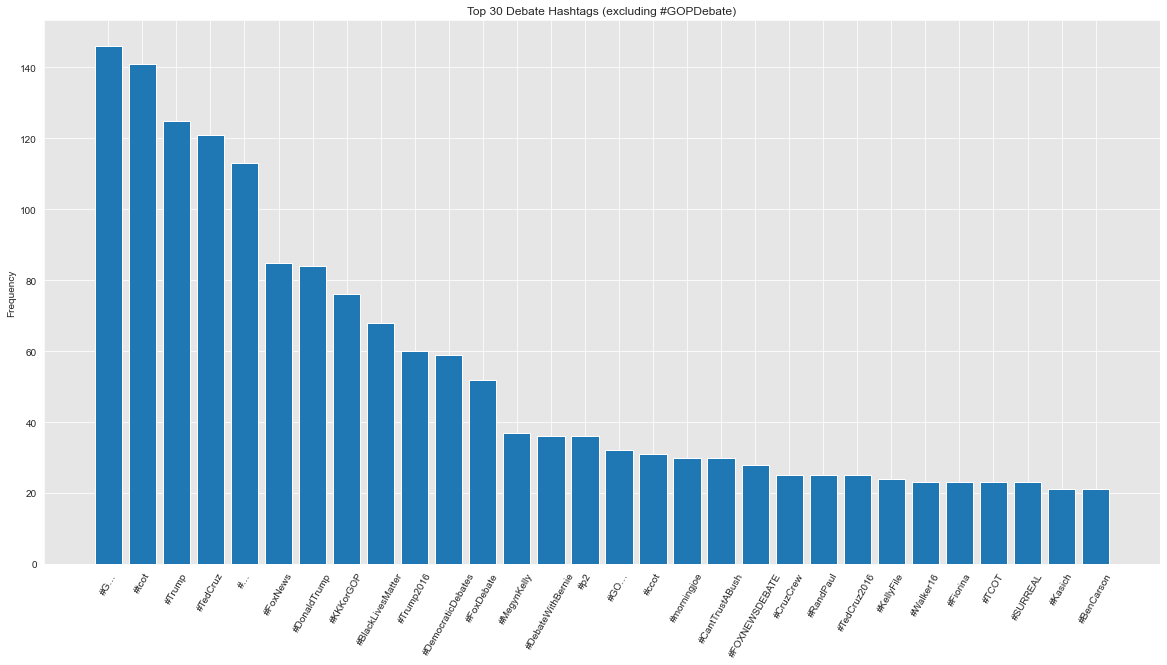 Top 30 Debate Hashtags (excluding #GOPDebate)
Frequency
140
120
100
80
60
40
20
0
#G…
#tcot
#Trump
#TedCruz
#…
#FoxNews
#DonaldTrump
#KKKorGOP
#BlackLivesMatter
#Trump2016
#DemocraticDebates
#FoxDebate
#MegynKelly
#DebateWithBernie
#p2
#GO…
#ccot
#morningjoe
#CantTrustABush
#FOXNEWSDEBATE
#CruzCrew
#RandPaul
#TedCruz2016
#KellyFile
#Walker16
#Fiorina
#TCOT
#SURREAL
#Kasich
#BenCarson